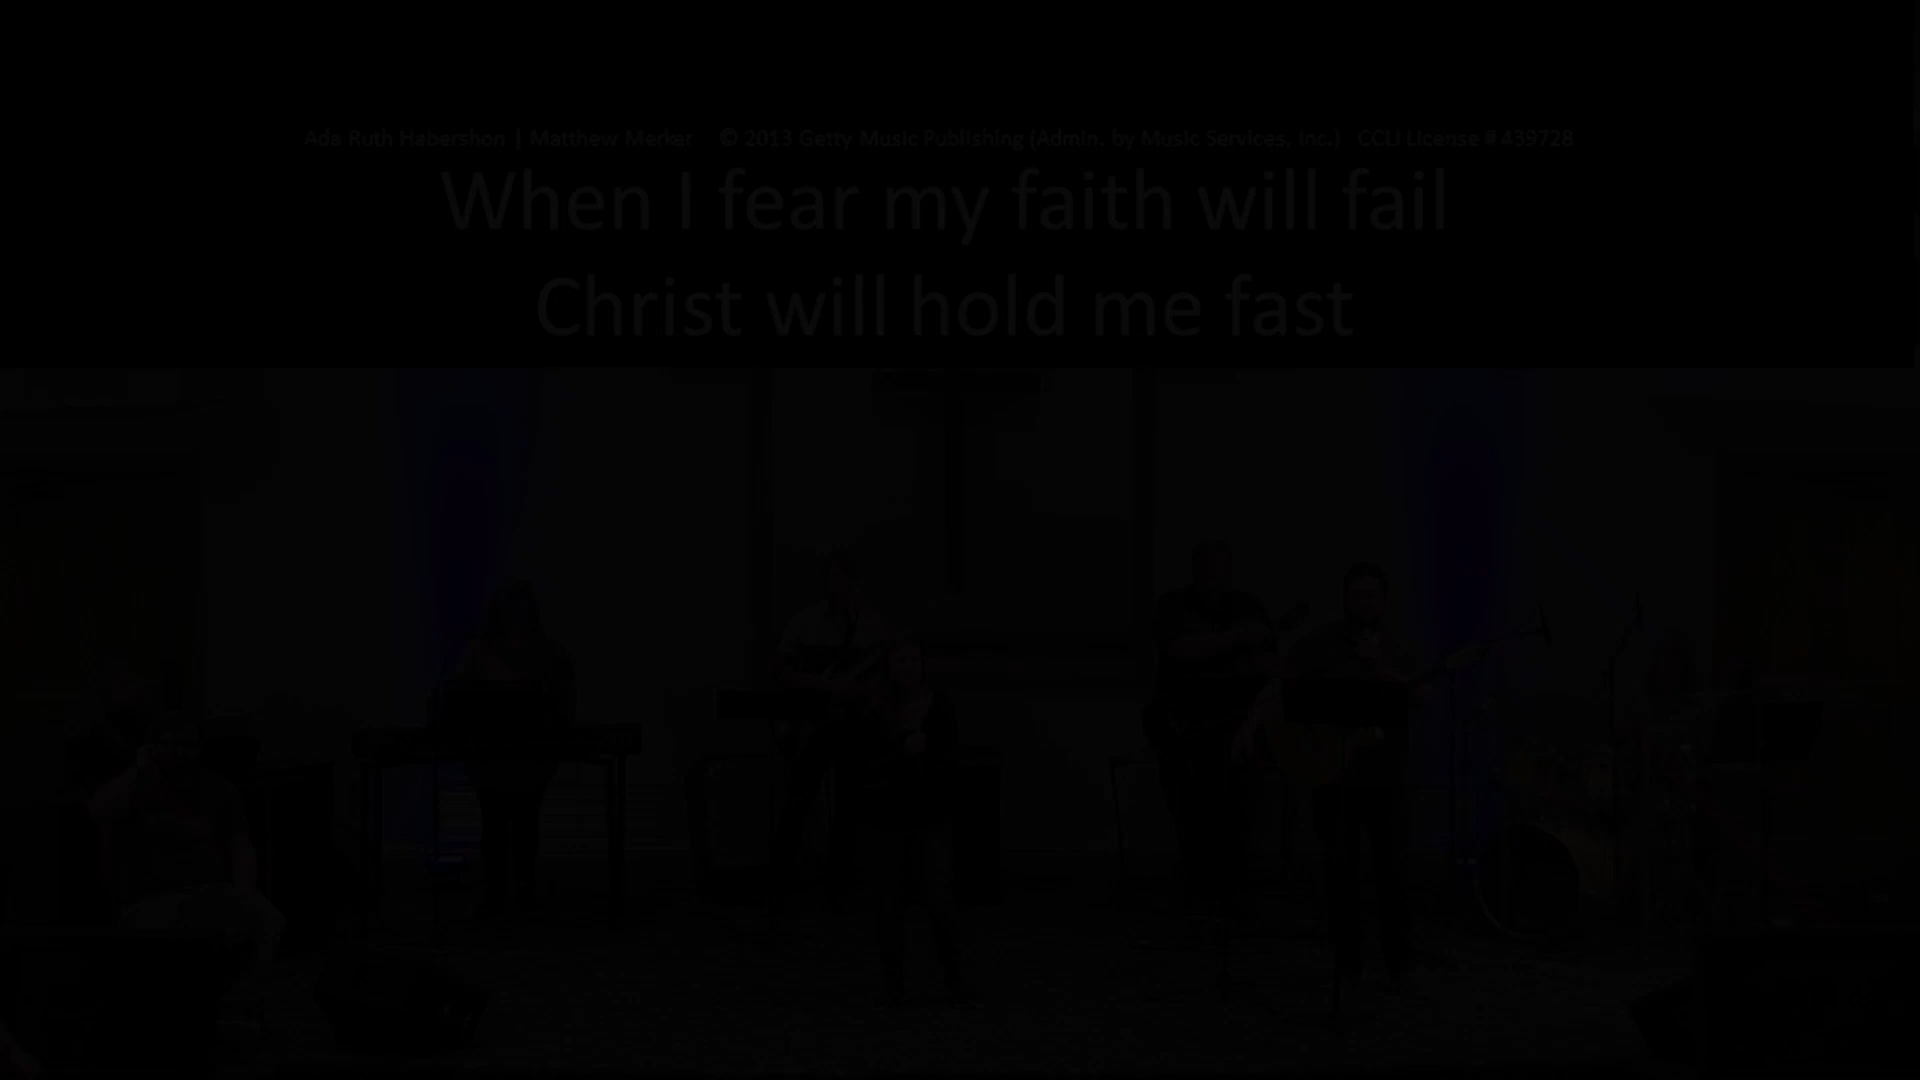 Ada Ruth Habershon | Matthew Merker © 2013 Getty Music Publishing (Admin. by Music Services, Inc.) CCLI License # 439728
When I fear my faith will fail
Christ will hold me fast